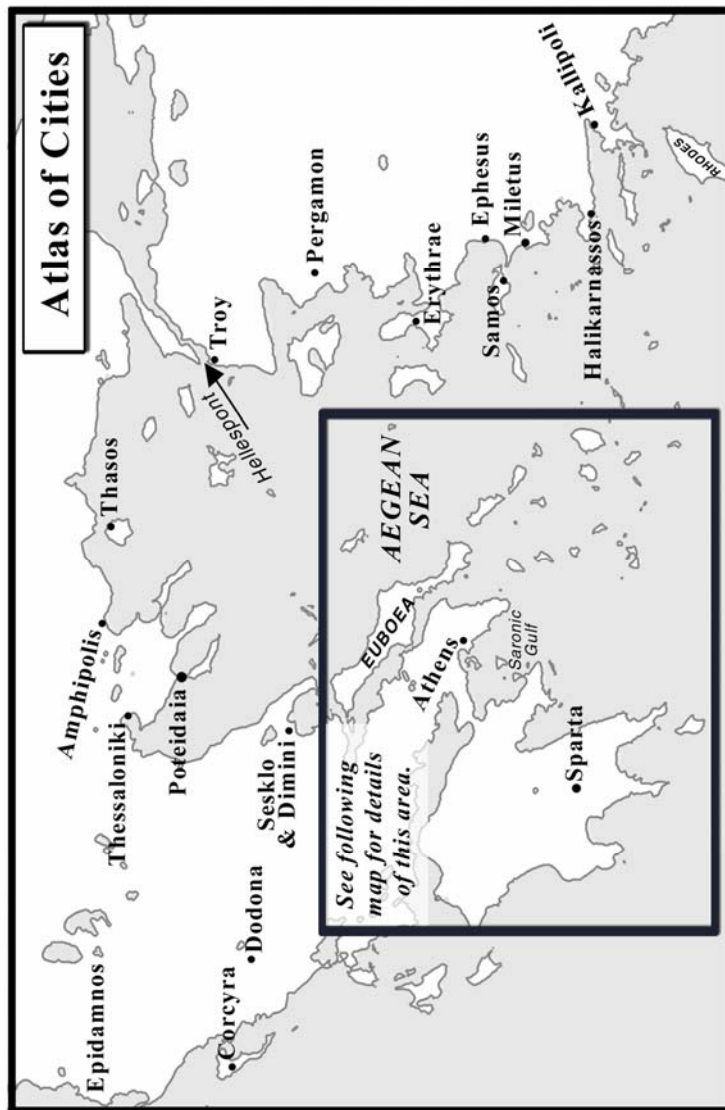 Atlas of Cities
Epidamnos
Thessaloniki
Amphipolis
Thasos
Poteidaia
Corcyra
Dodona
Sesklo
& Dimini
Hellespont
Troy
Pergamon
See following
map for details
of this area.
EUBOEA
AEGEAN
SEA
Erythrae
Athens
Saronic
Gulf
Samos
Ephesus
Miletus
Sparta
Halikarnassos
Kallipoli
RHODES